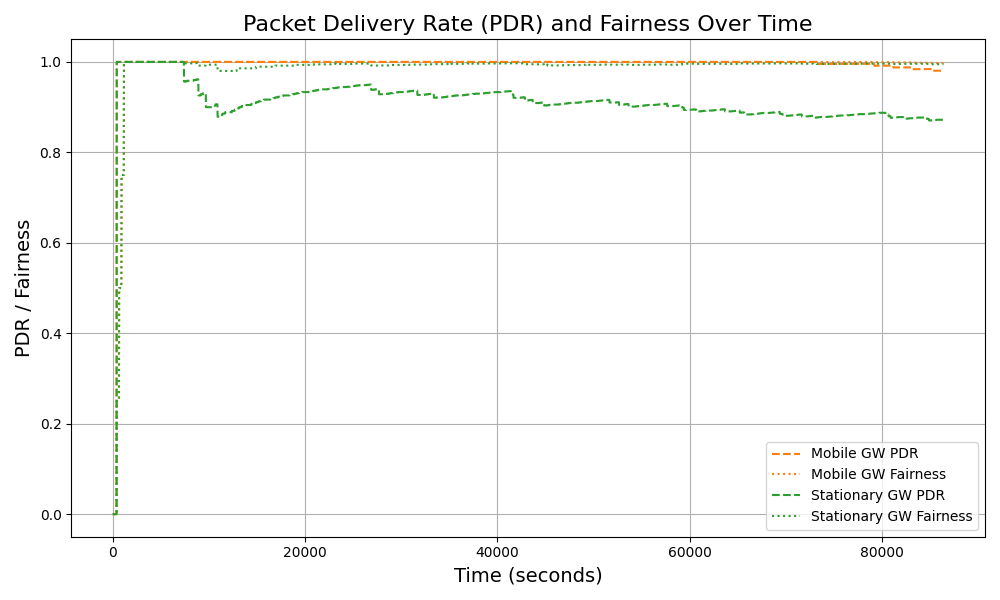 Packet Delivery Rate (PDR) and Fairness Over Time
PDR / Fairness
1.0
0.8
0.6
0.4
0.2
0.0
Mobile GW PDR
Mobile GW Fairness
Stationary GW PDR
Stationary GW Fairness
0 20000 40000 60000 80000
Time (seconds)